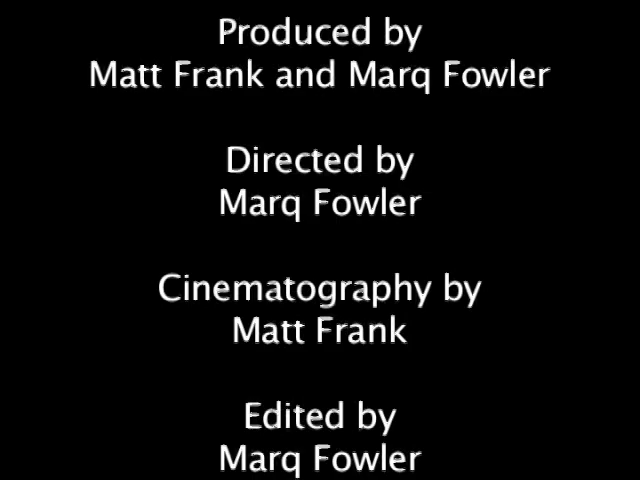 Produced by
Matt Frank and Marq Fowler
Directed by
Marq Fowler
Cinematography by
Matt Frank
Edited by
Marq Fowler